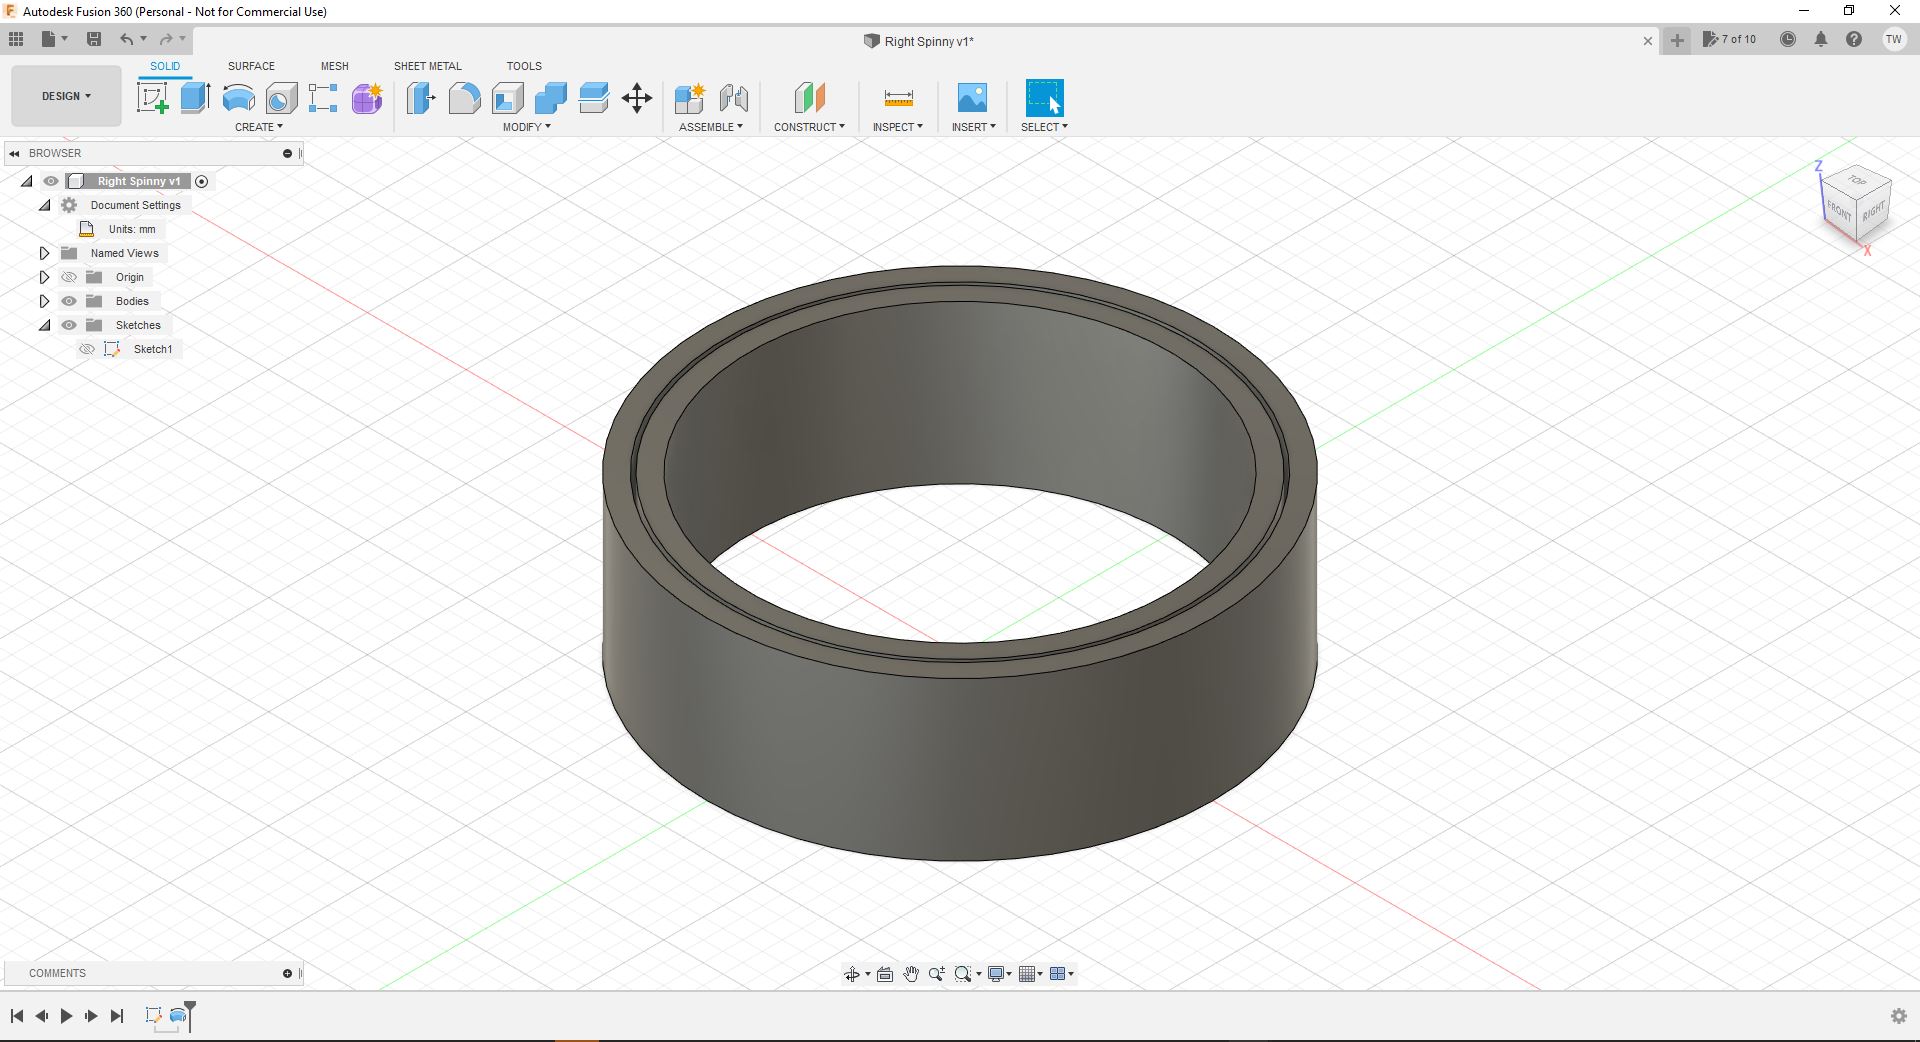 Autodesk Fusion 360 (Personal - Not for Commercial Use)
Right Spinny v1*
7 of 10
TW
DESIGN
SOLID
SURFACE
MESH
SHEET METAL
TOOLS
CREATE
MODIFY
ASSEMBLE
CONSTRUCT
INSPECT
INSERT
SELECT
BROWSER
Right Spinny v1
Document Settings
Units: mm
Named Views
Origin
Bodies
Sketches
Sketch1
Z
TOP
FRONT
RIGHT
X
COMMENTS